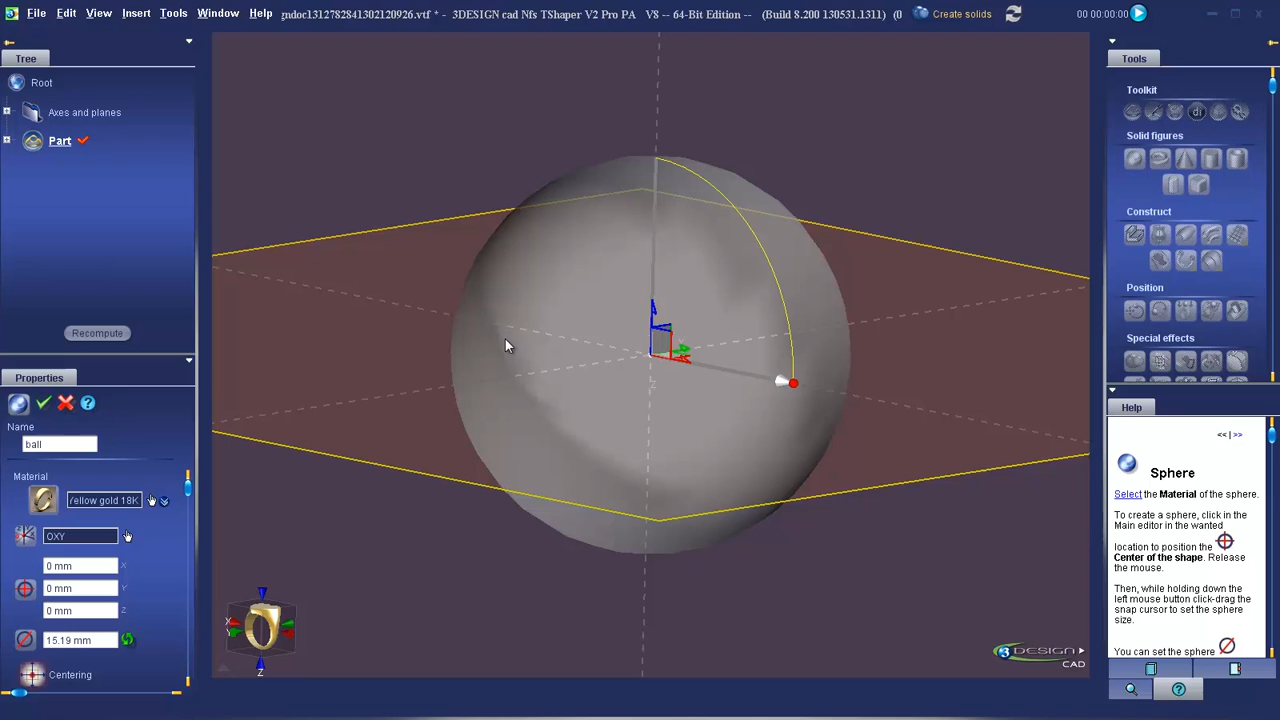 File Edit View Insert Tools Window Help gndoc131278284130212092б.vtf * - 3DESIGN cad Nfs TShaper V2 Pro PA V8 -- 64-Bit Edition -- (Build 8.200 130531.1311) (0 Create solids 00 00:00:00
Tree
Root
Axes and planes
Part
Recompute
Properties
Name
ball
Material
Yellow gold 18K
OXY
0 mm X
0 mm Y
0 mm Z
15.19 mm
Centering
X
Y
Z
Z
3DESIGN
CAD
Tools
Toolkit
di
Solid figures
Construct
Position
Special effects
Help
<< | >>
Sphere
Select the Material of the sphere.
To create a sphere, click in the
Main editor in the wanted
location to position the
Center of the shape. Release
the mouse.
Then, while holding down the
left mouse button click-drag the
snap cursor to set the sphere
size.
You can set the sphere